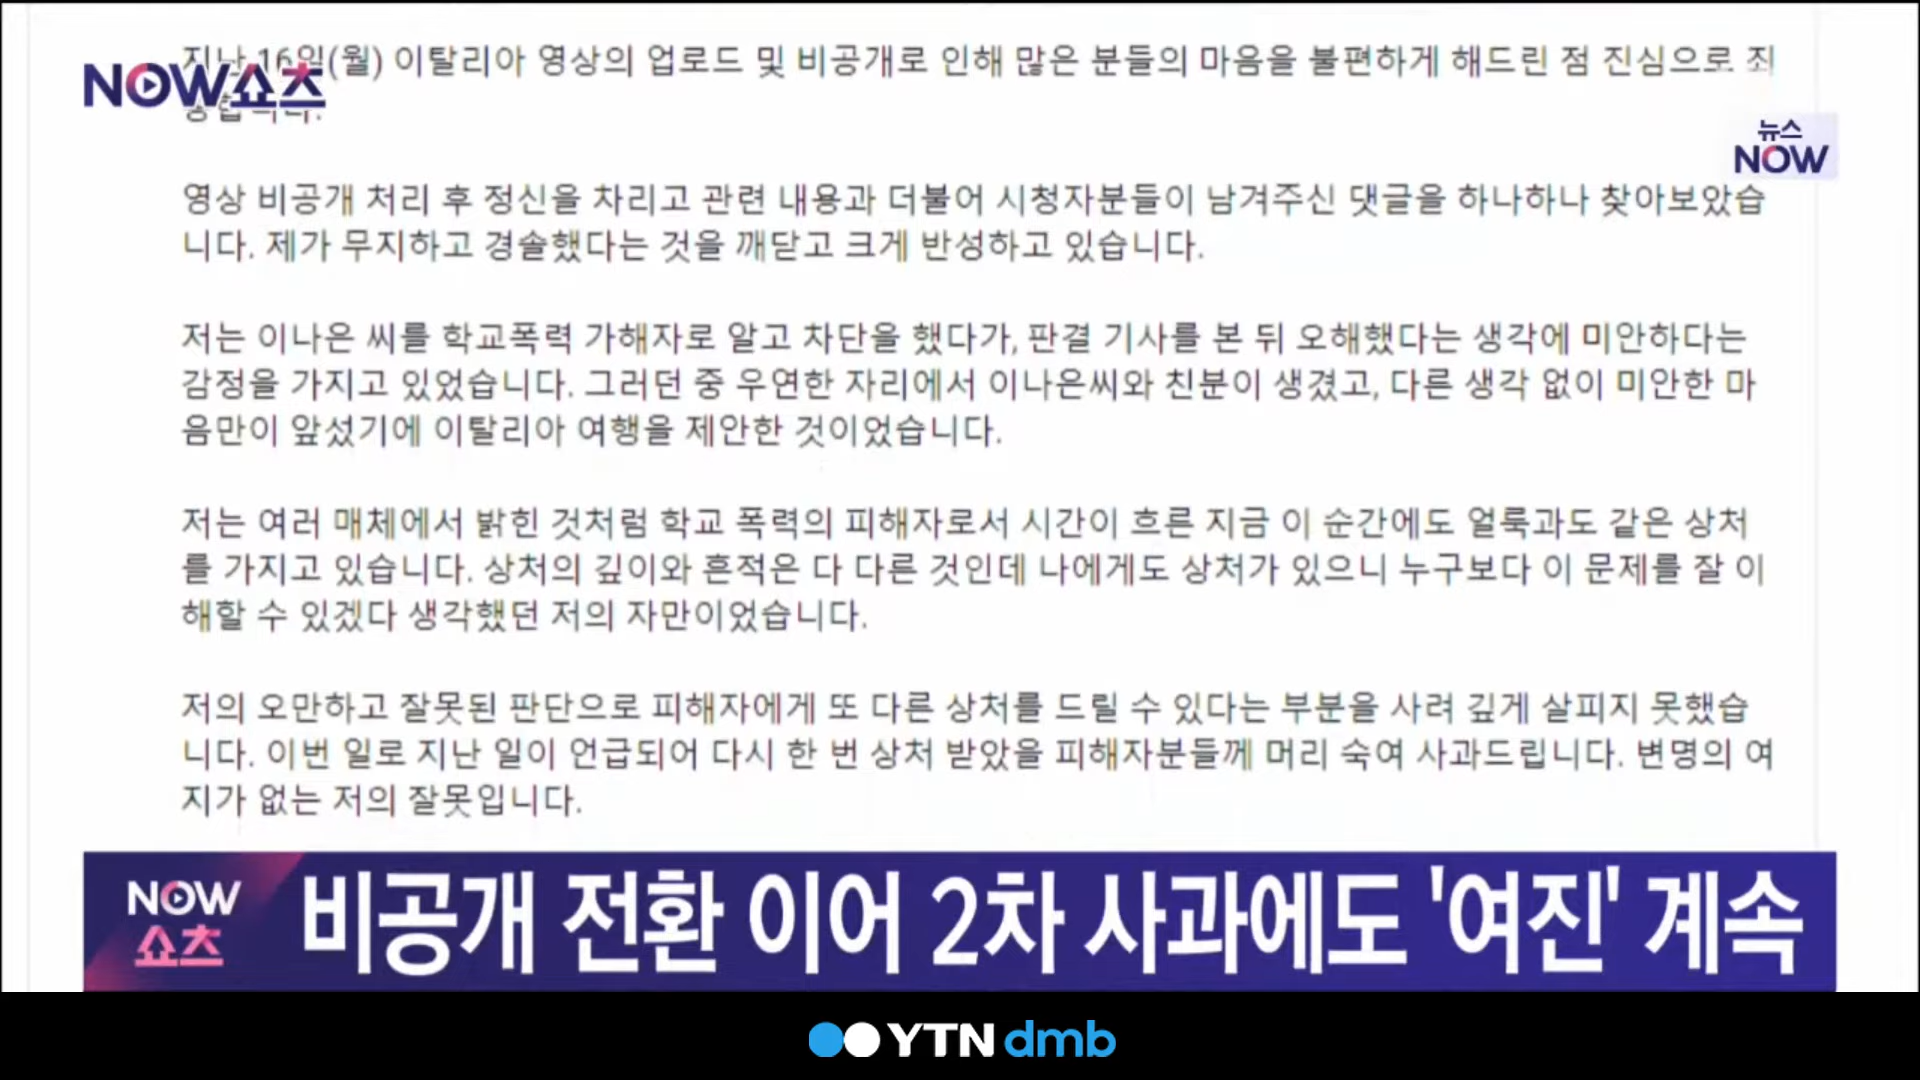 지난 16일(월) 이탈리아 영상의 업로드 및 비공개로 인해 많은 분들의 마음을 불편하게 해드린 점 진심으로 죄
NOW쇼츠
뉴스
NOW
영상 비공개 처리 후 정신을 차리고 관련 내용과 더불어 시청자분들이 남겨주신 댓글을 하나하나 찾아보았습
니다. 제가 무지하고 경솔했다는 것을 깨닫고 크게 반성하고 있습니다.
저는 이나은 씨를 학교폭력 가해자로 알고 차단을 했다가, 판결 기사를 본 뒤 오해했다는 생각에 미안하다는
감정을 가지고 있었습니다. 그러던 중 우연한 자리에서 이나은씨와 친분이 생겼고, 다른 생각 없이 미안한 마
음만이 앞섰기에 이탈리아 여행을 제안한 것이었습니다.
저는 여러 매체에서 밝힌 것처럼 학교 폭력의 피해자로서 시간이 흐른 지금 이 순간에도 얼룩과도 같은 상처
를 가지고 있습니다. 상처의 깊이와 흔적은 다 다른 것인데 나에게도 상처가 있으니 누구보다 이 문제를 잘 이
해할 수 있겠다 생각했던 저의 자만이었습니다.
저의 오만하고 잘못된 판단으로 피해자에게 또 다른 상처를 드릴 수 있다는 부분을 사려 깊게 살피지 못했습
니다. 이번 일로 지난 일이 언급되어 다시 한 번 상처 받았을 피해자분들께 머리 숙여 사과드립니다. 변명의 여
지가 없는 저의 잘못입니다.
NOW
쇼츠
비공개 전환 이어 2차 사과에도 '여진' 계속
YTN dmb